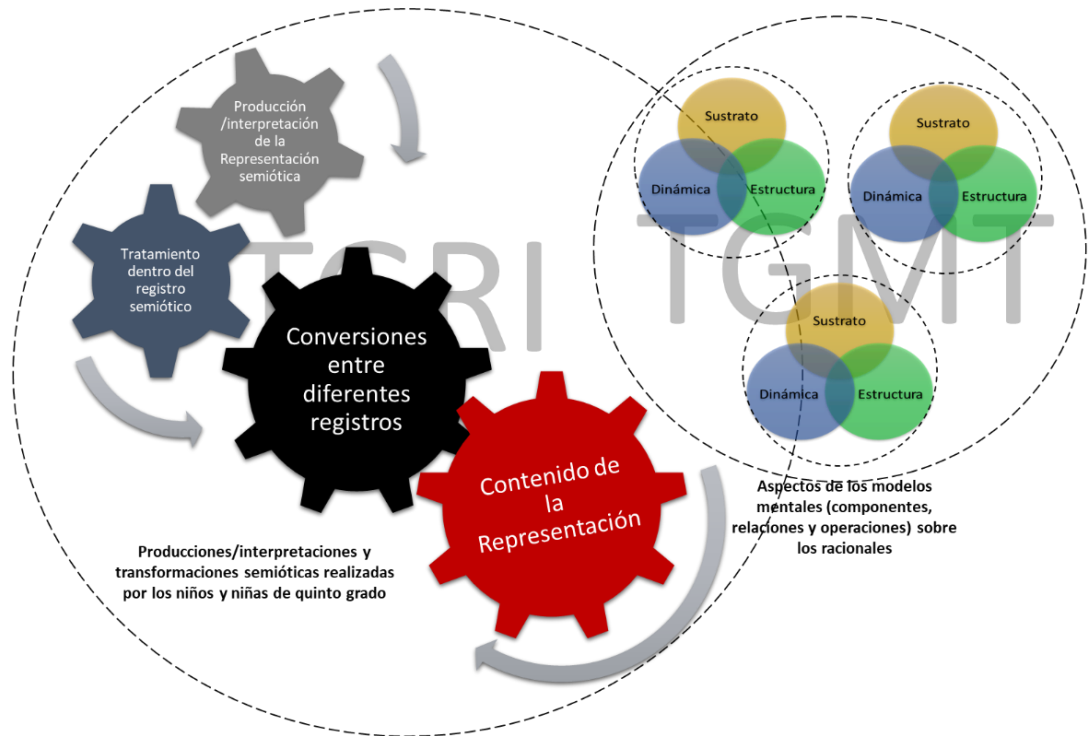 Producción
/interpretación
de la
Representación
semiótica
Tratamiento
dentro del
registro
semiótico
TGRI
Conversiones
entre
diferentes
registros
Contenido de
la
Representación
Producciones/interpretaciones y
transformaciones semióticas realizadas
por los niños y niñas de quinto grado
TGMT
Sustrato
Dinámica
Estructura
Sustrato
Dinámica
Estructura
Sustrato
Dinámica
Estructura
Aspectos de los modelos
mentales (componentes,
relaciones y operaciones) sobre
los racionales